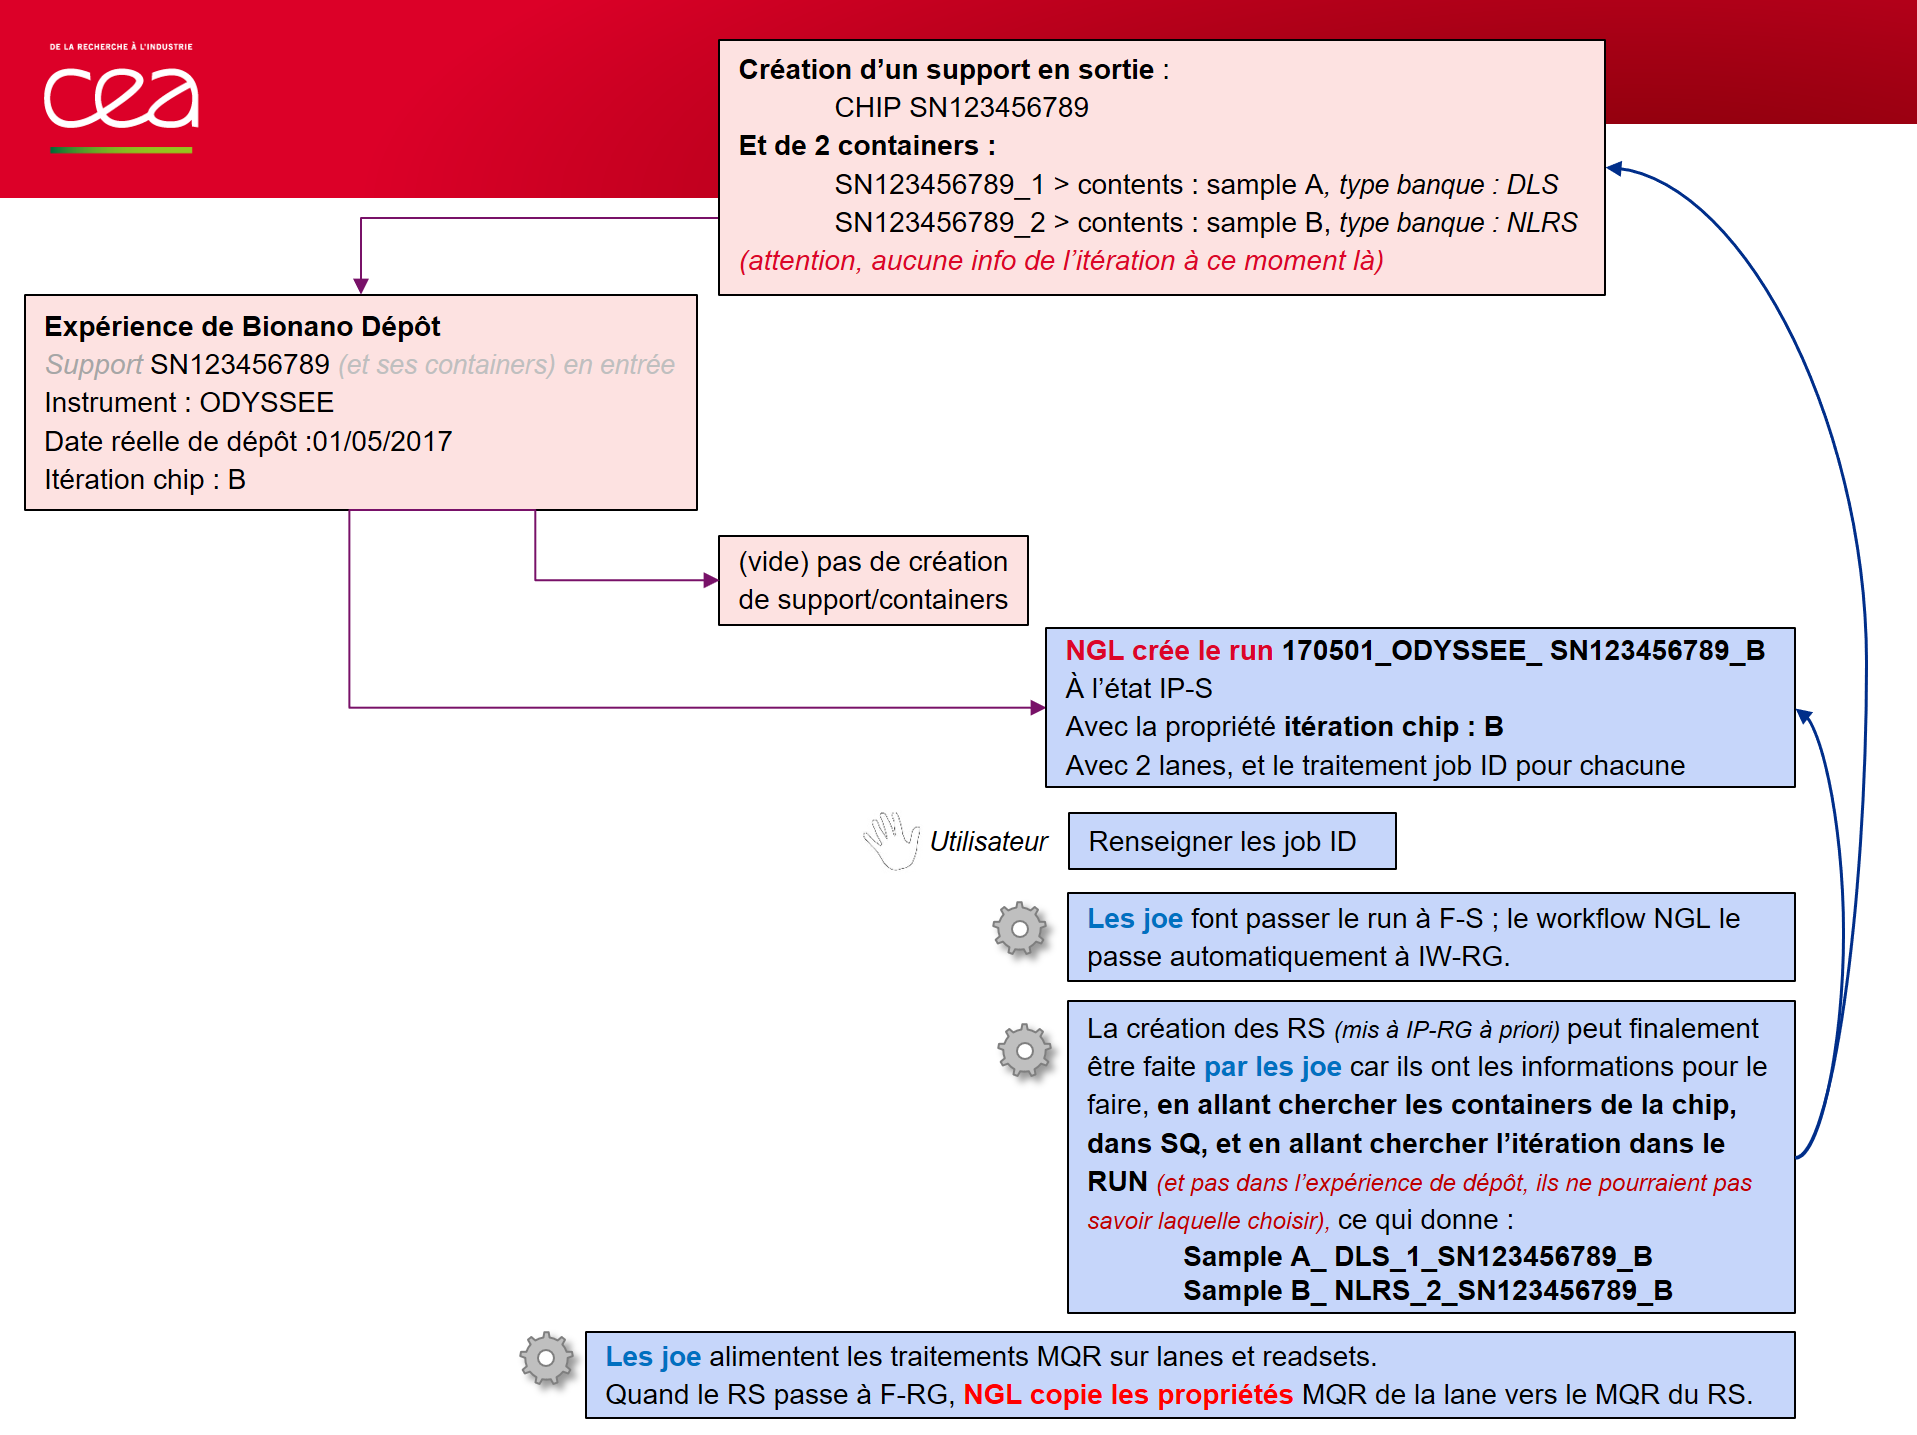 DE LA RECHERCHE À L'INDUSTRIE
cea
Création d’un support en sortie :
CHIP SN123456789
Et de 2 containers :
SN123456789_1 > contents : sample A, type banque : DLS
SN123456789_2 > contents : sample B, type banque : NLRS
(attention, aucune info de l’itération à ce moment là)
Expérience de Bionano Dépôt
Support SN123456789 (et ses containers) en entrée
Instrument : ODYSSEE
Date réelle de dépôt :01/05/2017
Itération chip : B
(vide) pas de création
de support/containers
NGL crée le run 170501_ODYSSEE_ SN123456789_B
À l’état IP-S
Avec la propriété itération chip : B
Avec 2 lanes, et le traitement job ID pour chacune
Utilisateur
Renseigner les job ID
Les joe font passer le run à F-S ; le workflow NGL le
passe automatiquement à IW-RG.
La création des RS (mis à IP-RG à priori) peut finalement
être faite par les joe car ils ont les informations pour le
faire, en allant chercher les containers de la chip,
dans SQ, et en allant chercher l’itération dans le
RUN (et pas dans l’expérience de dépôt, ils ne pourraient pas
savoir laquelle choisir), ce qui donne :
Sample A_ DLS_1_SN123456789_B
Sample B_ NLRS_2_SN123456789_B
Les joe alimentent les traitements MQR sur lanes et readsets.
Quand le RS passe à F-RG, NGL copie les propriétés MQR de la lane vers le MQR du RS.